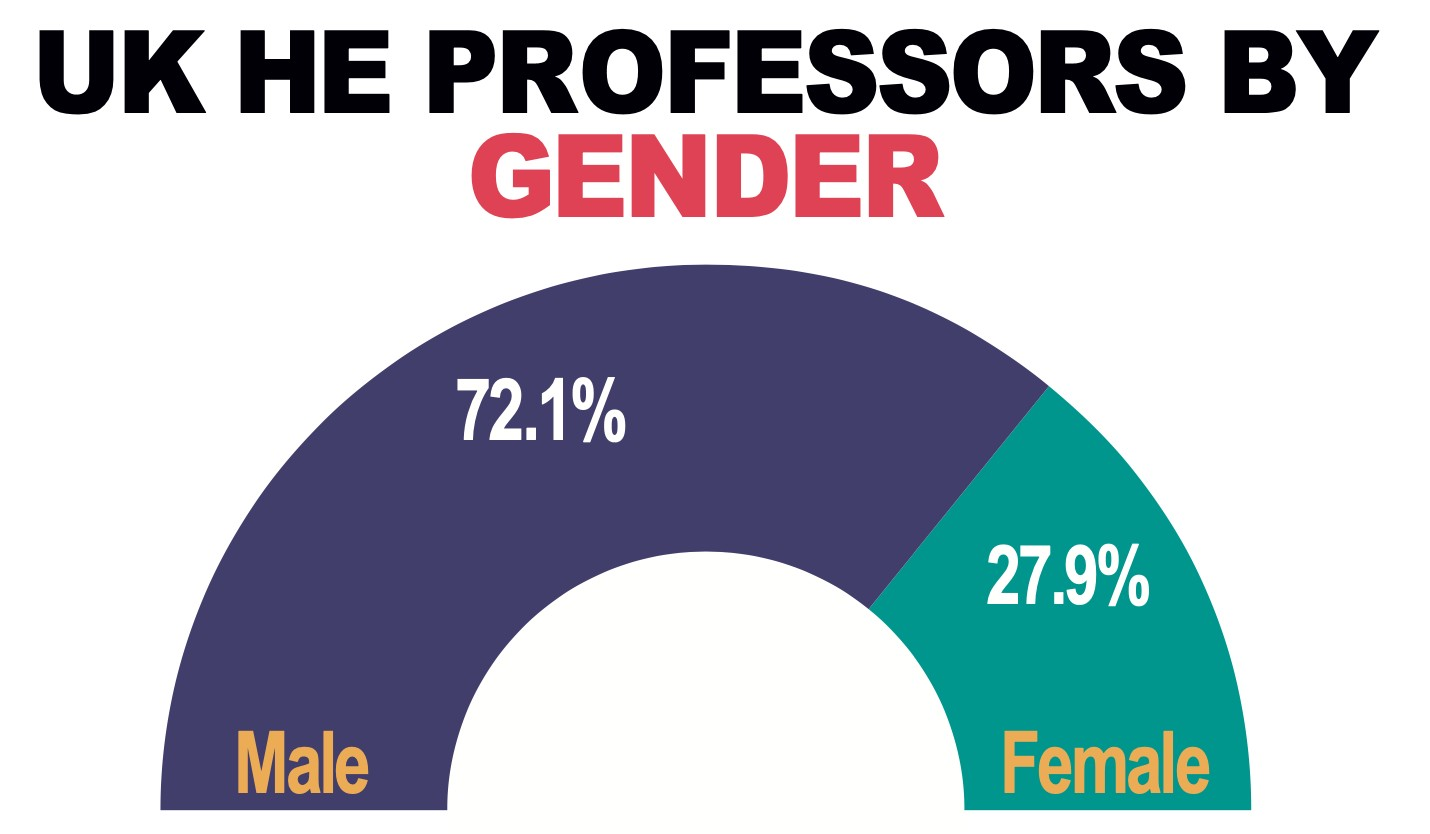 UK HE PROFESSORS BY
GENDER
72.1%
27.9%
Male
Female